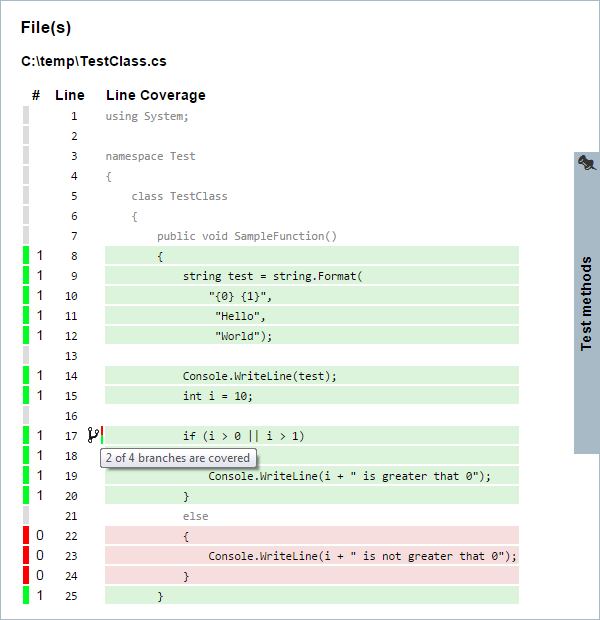 File(s)
C:\temp\TestClass.cs
# Line Line Coverage
1 using System;
2
3 namespace Test
4 {
5 class TestClass
6 {
7 public void SampleFunction()
1 8 {
1 9 string test = string.Format(
1 10 "{0} {1}",
1 11 "Hello",
1 12 "World");
13
1 14 Console.WriteLine(test);
1 15 int i = 10;
16
1 17 if (i > 0 || i > 1)
1 18
2 of 4 branches are covered
1 19 Console.WriteLine(i + " is greater that 0");
1 20 }
21 else
0 22 {
0 23 Console.WriteLine(i + " is not greater that 0");
0 24 }
1 25 }
Test methods